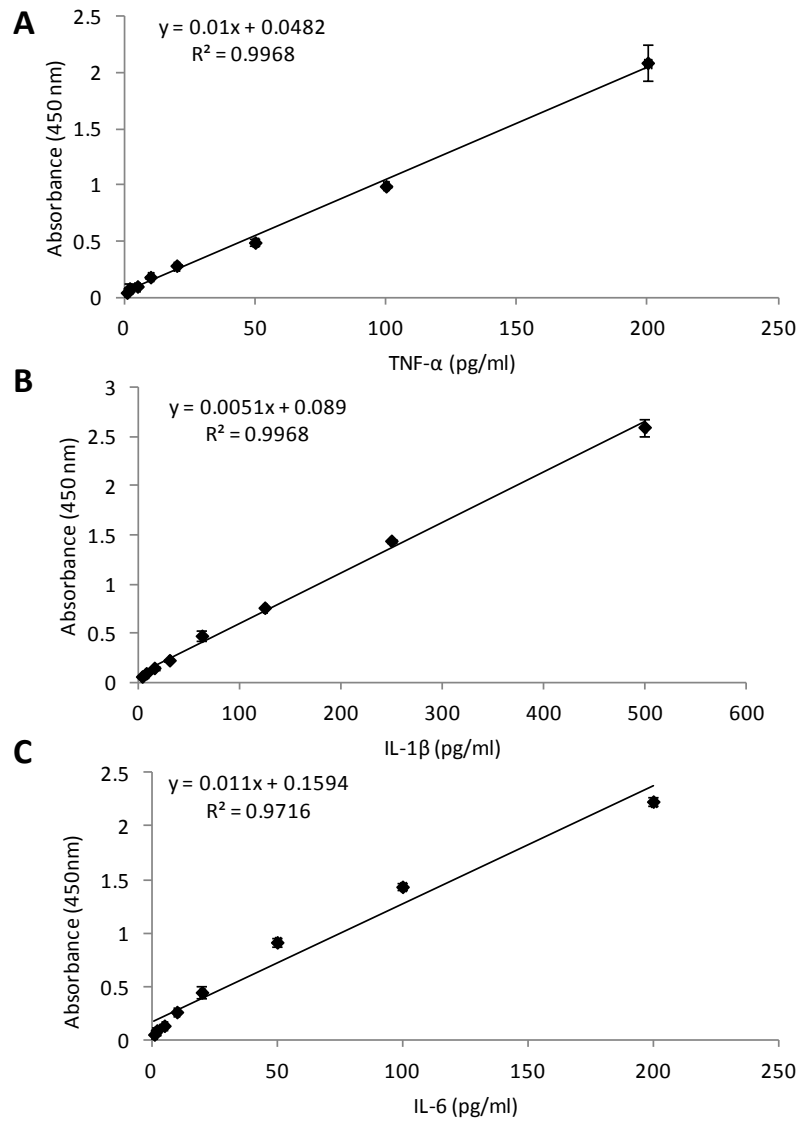 A
y = 0.01x + 0.0482
R² = 0.9968
2.5
2
1.5
1
0.5
0
Absorbance (450 nm)
0 50 100 150 200 250
TNF-α (pg/ml)
B
y = 0.0051x + 0.089
R² = 0.9968
3
2.5
2
1.5
1
0.5
0
Absorbance (450 nm)
0 100 200 300 400 500 600
IL-1β (pg/ml)
C
y = 0.011x + 0.1594
R² = 0.9716
2.5
2
1.5
1
0.5
0
Absorbance (450nm)
0 50 100 150 200 250
IL-6 (pg/ml)